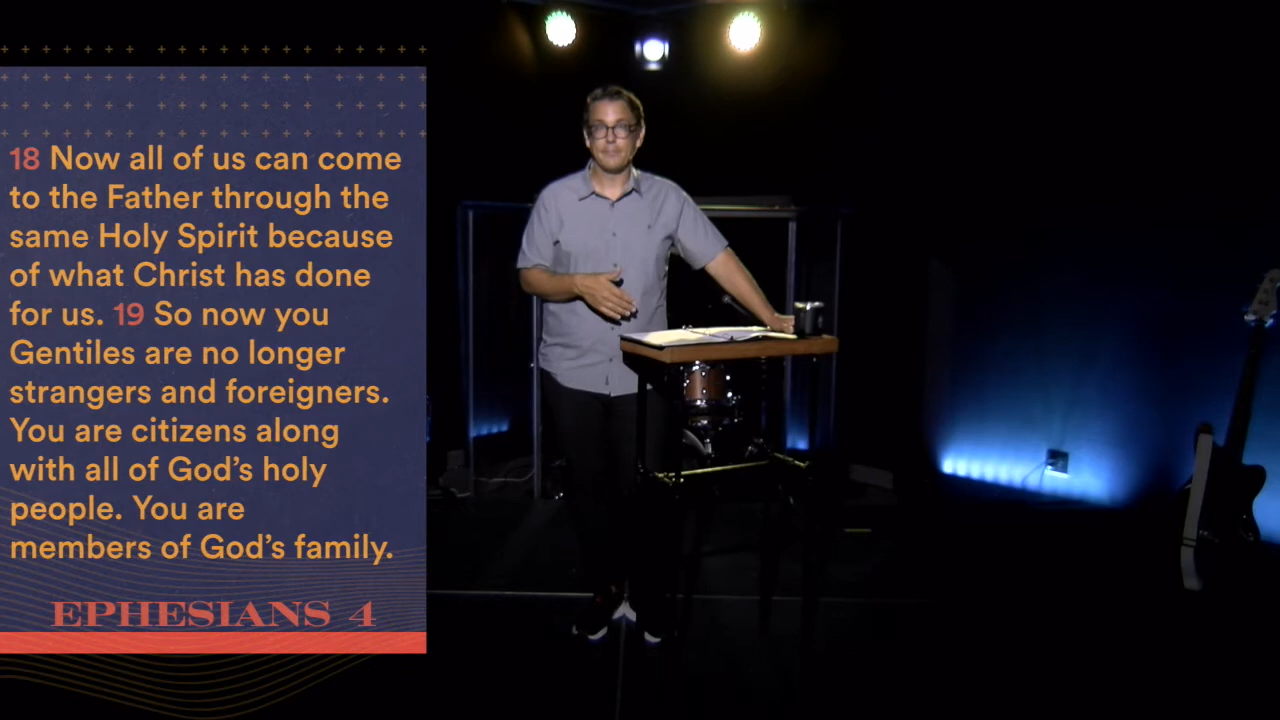 18 Now all of us can come
to the Father through the
same Holy Spirit because
of what Christ has done
for us. 19 So now you
Gentiles are no longer
strangers and foreigners.
You are citizens along
with all of God’s holy
people. You are
members of God’s family.
EPHESIANS 4